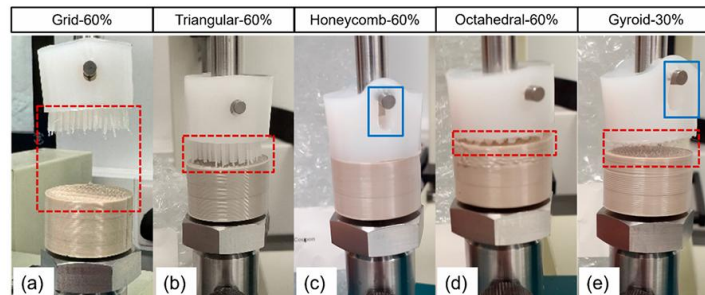 Grid-60%
Triangular-60%
Honeycomb-60%
Octahedral-60%
Gyroid-30%
(a)
(b)
(c)
(d)
(e)